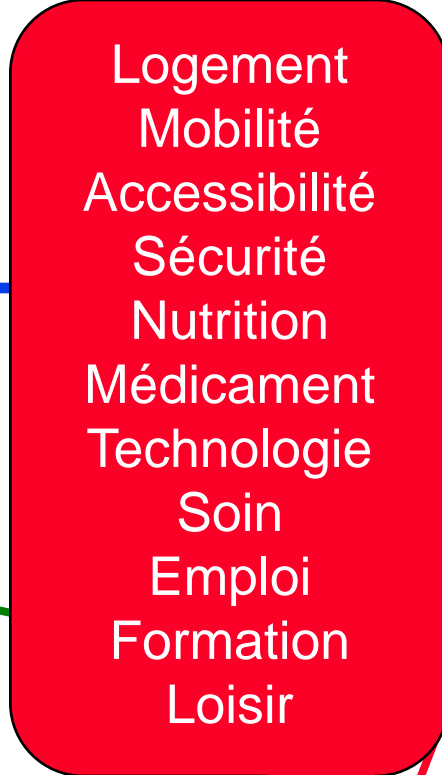 Logement
Mobilité
Accessibilité
Sécurité
Nutrition
Médicament
Technologie
Soin
Emploi
Formation
Loisir